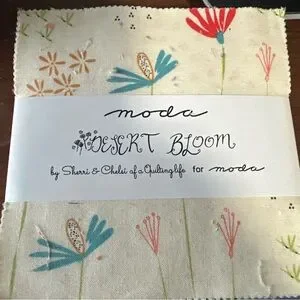 moda
DESERT BLOOM
by Sherri & Chelsi of a Quilting life for moda